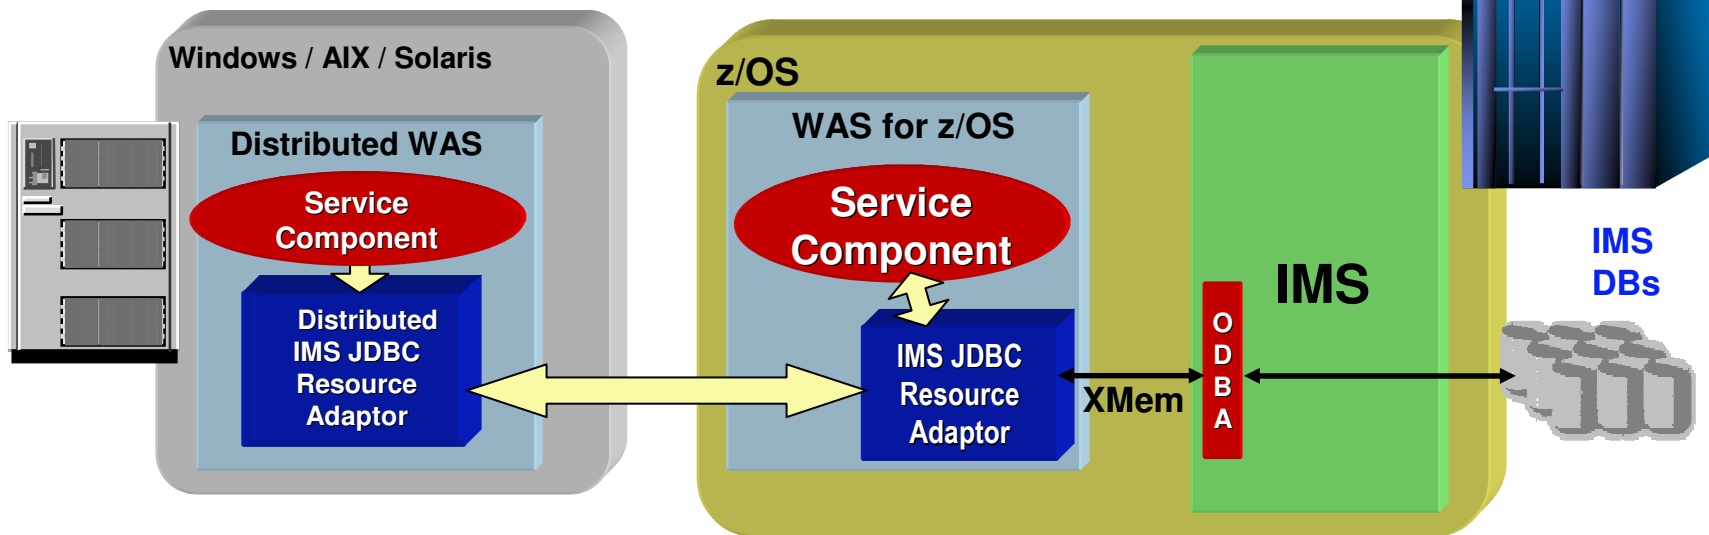 Windows / AIX / Solaris
Distributed WAS
Service
Component
Distributed
IMS JDBC
Resource
Adaptor
z/OS
WAS for z/OS
Service
Component
IMS JDBC
Resource
Adaptor
XMem
O
D
B
A
IMS
IMS
DBs